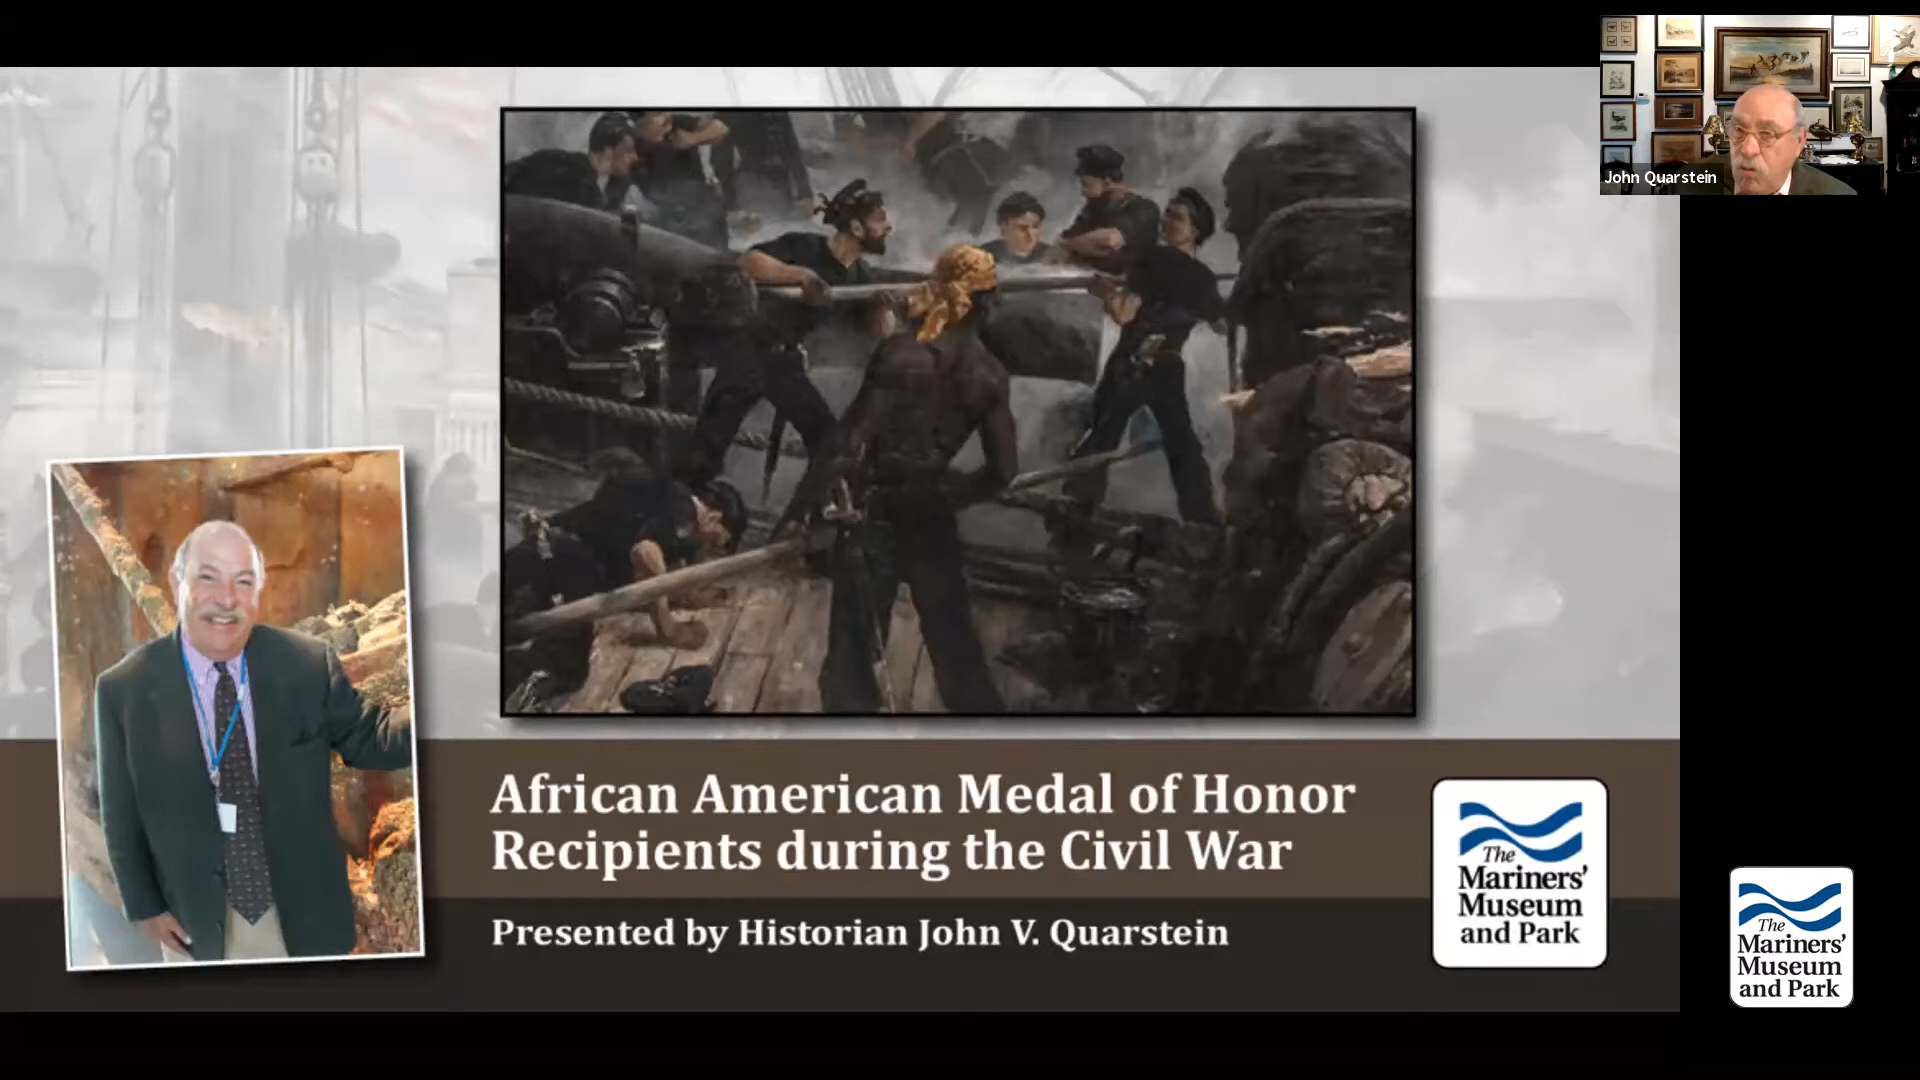 John Quarstein
African American Medal of Honor
Recipients during the Civil War
Presented by Historian John V. Quarstein
The
Mariners'
Museum
and Park
The
Mariners'
Museum
and Park